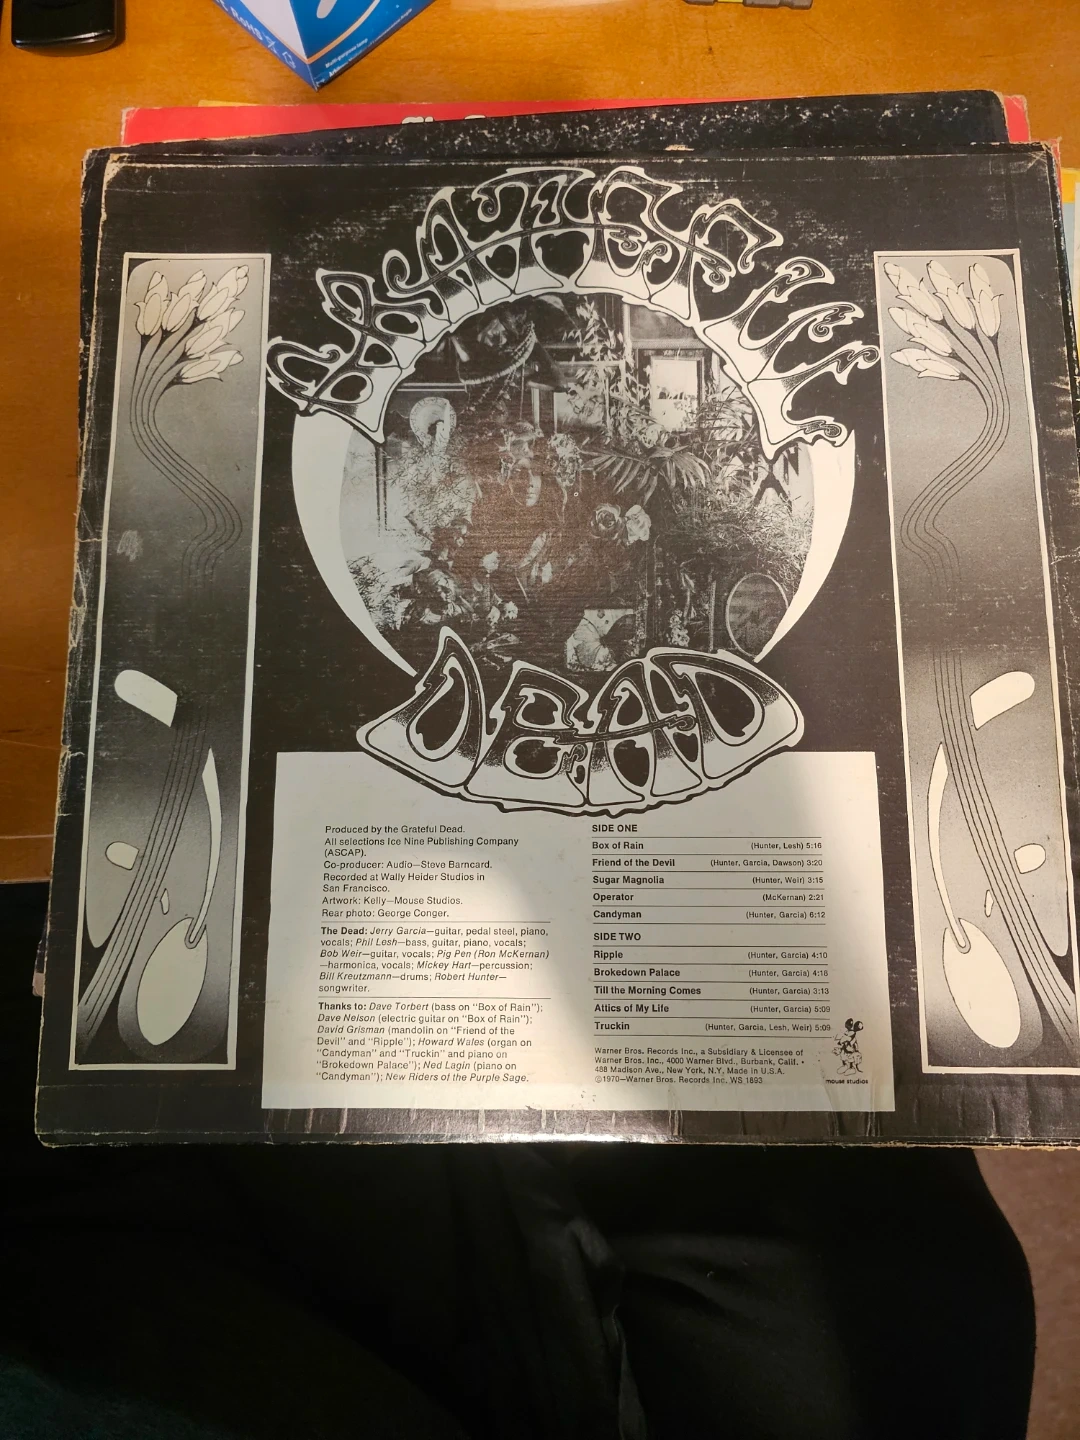 RoHS
Multi-purpose lamp
GRATEFUL
DEAD
Produced by the Grateful Dead.
All selections Ice Nine Publishing Company
(ASCAP).
Co-producer: Audio—Steve Barncard.
Recorded at Wally Heider Studios in
San Francisco.
Artwork: Kelly—Mouse Studios.
Rear photo: George Conger.
The Dead: Jerry Garcia—guitar, pedal steel, piano,
vocals; Phil Lesh—bass, guitar, piano, vocals;
Bob Weir—guitar, vocals; Pig Pen (Ron McKernan)
—harmonica, vocals; Mickey Hart—percussion;
Bill Kreutzmann—drums; Robert Hunter—
songwriter.
Thanks to: Dave Torbert (bass on "Box of Rain");
Dave Nelson (electric guitar on "Box of Rain");
David Grisman (mandolin on "Friend of the
Devil" and "Ripple"); Howard Wales (organ on
"Candyman" and "Truckin" and piano on
"Brokedown Palace"); Ned Lagin (piano on
"Candyman"); New Riders of the Purple Sage.
SIDE ONE
Box of Rain (Hunter, Lesh) 5:16
Friend of the Devil (Hunter, Garcia, Dawson) 3:20
Sugar Magnolia (Hunter, Weir) 3:15
Operator (McKernan) 2:21
Candyman (Hunter, Garcia) 6:12
SIDE TWO
Ripple (Hunter, Garcia) 4:10
Brokedown Palace (Hunter, Garcia) 4:18
Till the Morning Comes (Hunter, Garcia) 3:13
Attics of My Life (Hunter, Garcia) 5:09
Truckin (Hunter, Garcia, Lesh, Weir) 5:09
Warner Bros. Records Inc., a Subsidiary & Licensee of
Warner Bros. Inc., 4000 Warner Blvd., Burbank, Calif. •
488 Madison Ave., New York, N.Y. Made in U.S.A.
©1970—Warner Bros. Records Inc. WS 1893
mouse studios